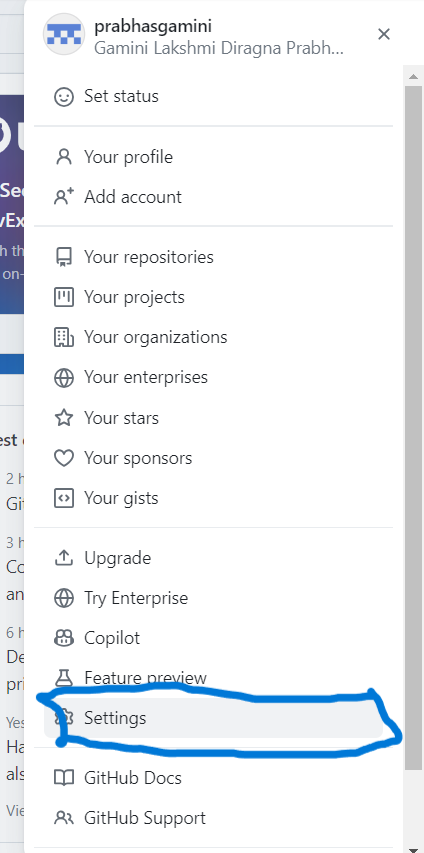 prabhasgamini
Gamini Lakshmi Diragna Prabh...
Set status
Your profile
Add account
Your repositories
Your projects
Your organizations
Your enterprises
Your stars
Your sponsors
Your gists
Upgrade
Try Enterprise
Copilot
Feature preview
Settings
GitHub Docs
GitHub Support